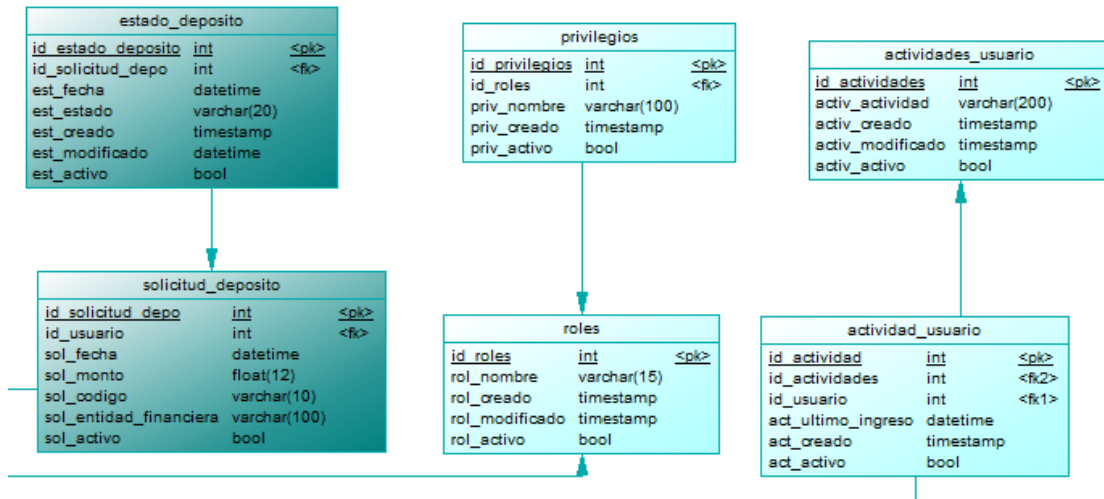 estado_deposito
id_estado_deposito int <pk>
id_solicitud_depo int <fk>
est_fecha datetime
est_estado varchar(20)
est_creado timestamp
est_modificado datetime
est_activo bool
privilegios
id_privilegios int <pk>
id_roles int <fk>
priv_nombre varchar(100)
priv_creado timestamp
priv_activo bool
actividades_usuario
id_actividades int <pk>
activ_actividad varchar(200)
activ_creado timestamp
activ_modificado timestamp
activ_activo bool
solicitud_deposito
id_solicitud_depo int <pk>
id_usuario int <fk>
sol_fecha datetime
sol_monto float(12)
sol_codigo varchar(10)
sol_entidad_financiera varchar(100)
sol_activo bool
roles
id_roles int <pk>
rol_nombre varchar(15)
rol_creado timestamp
rol_modificado timestamp
rol_activo bool
actividad_usuario
id_actividad int <pk>
id_actividades int <fk2>
id_usuario int <fk1>
act_ultimo_ingreso datetime
act_creado timestamp
act_activo bool